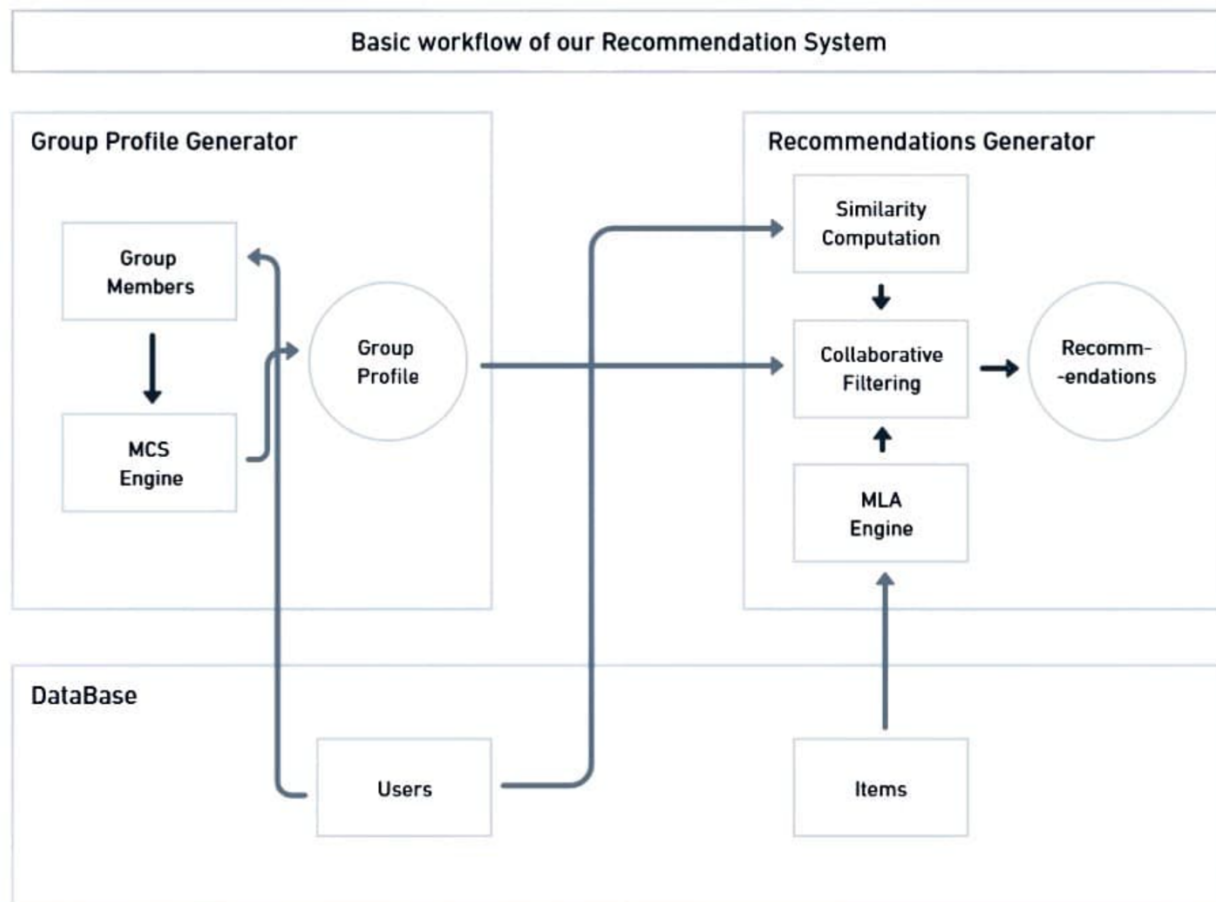 Basic workflow of our Recommendation System
Group Profile Generator
Group
Members
MCS
Engine
Group
Profile
Recommendations Generator
Similarity
Computation
Collaborative
Filtering
MLA
Engine
Recomm-
-endations
DataBase
Users
Items